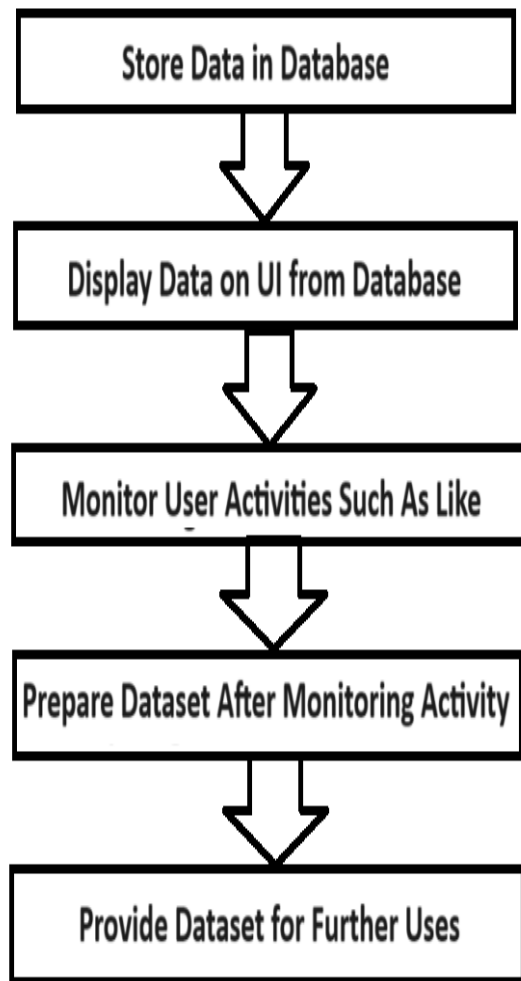 Store Data in Database
Display Data on UI from Database
Monitor User Activities Such As Like
Prepare Dataset After Monitoring Activity
Provide Dataset for Further Uses